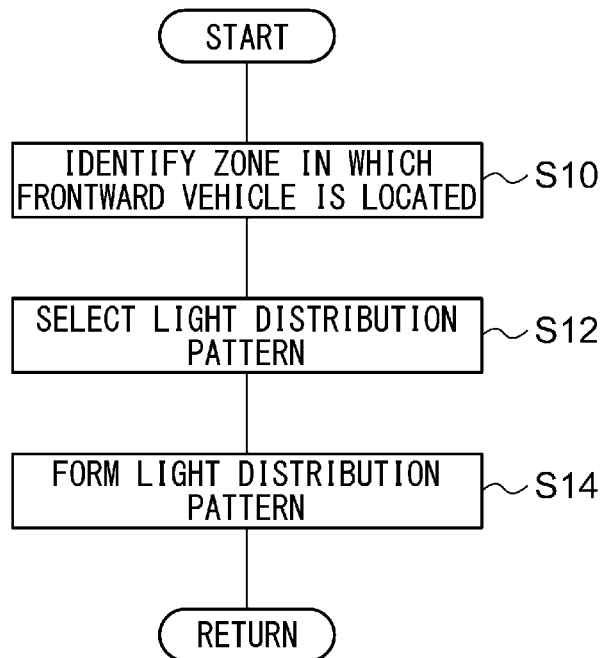 START
IDENTIFY ZONE IN WHICH
FRONTWARD VEHICLE IS LOCATED
S10
SELECT LIGHT DISTRIBUTION
PATTERN
S12
FORM LIGHT DISTRIBUTION
PATTERN
S14
RETURN